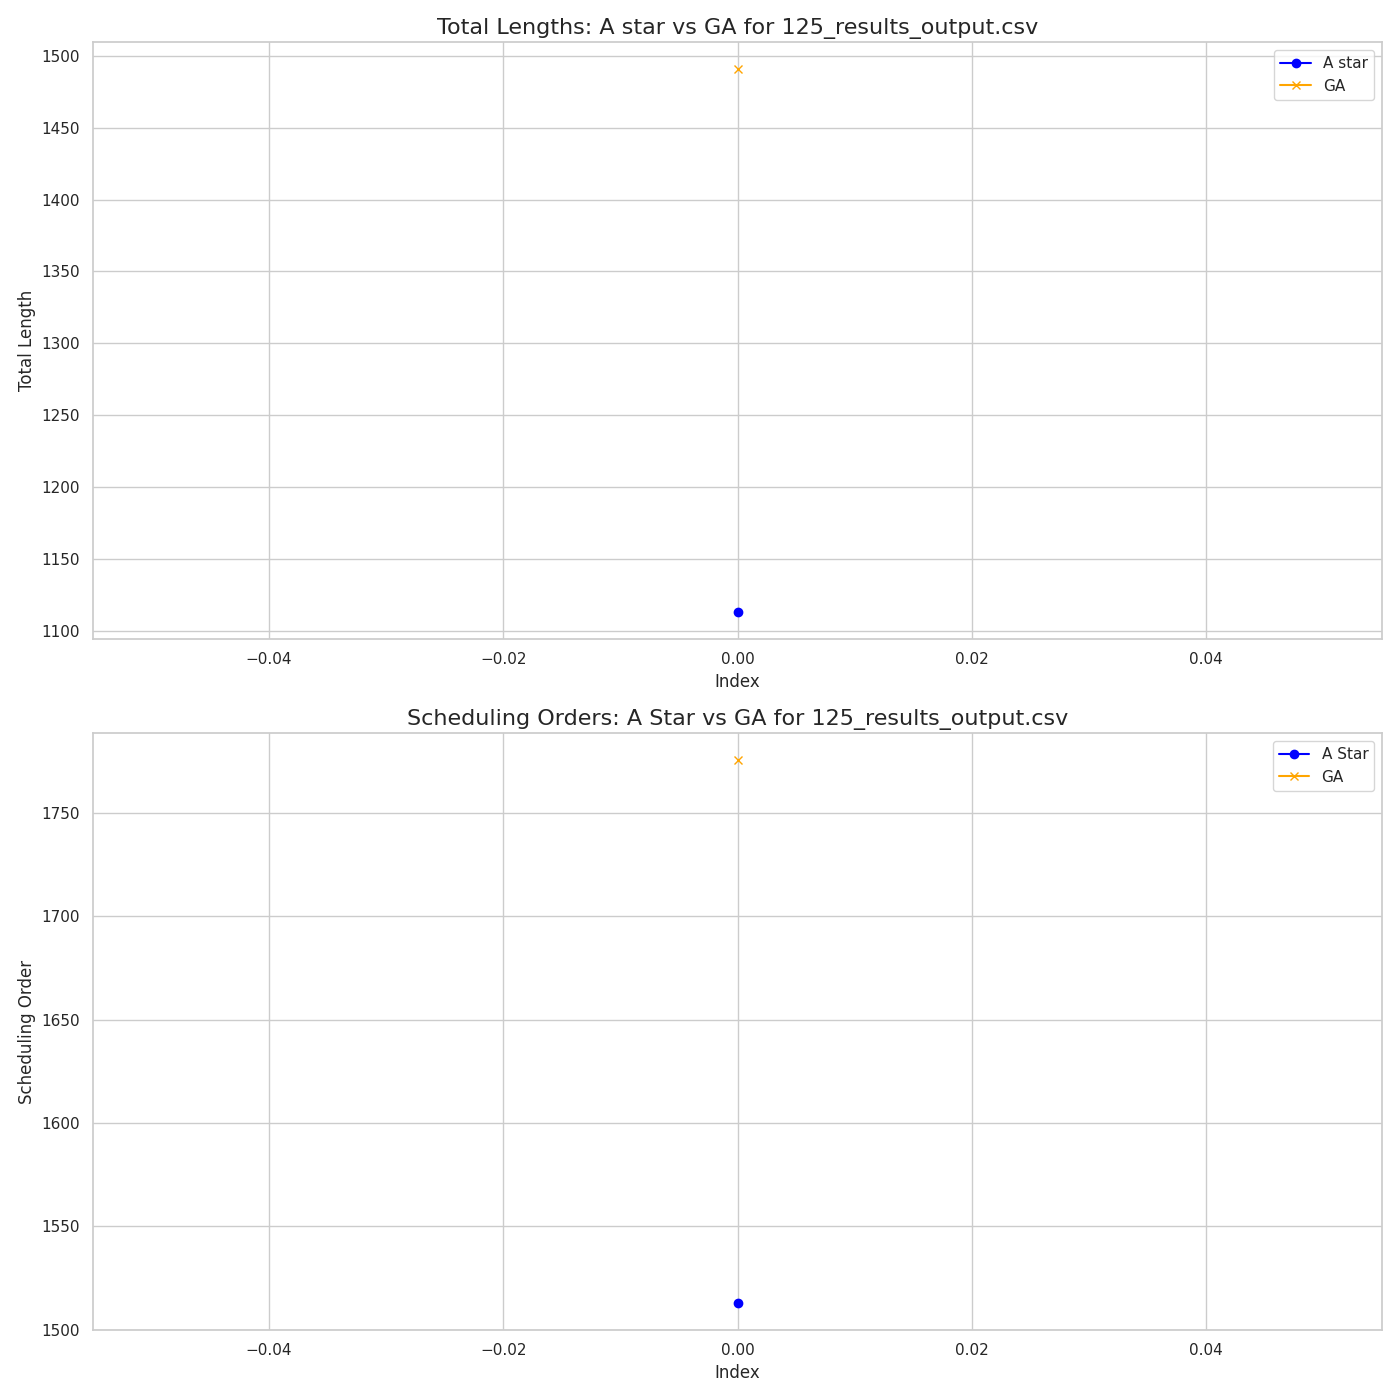 Total Lengths: A star vs GA for 125_results_output.csv
1500
1450
1400
1350
1300
1250
1200
1150
1100
Total Length
A star
GA
−0.04
−0.02
0.00
0.02
0.04
Index
Scheduling Orders: A Star vs GA for 125_results_output.csv
1750
1700
1650
1600
1550
1500
Scheduling Order
A Star
GA
−0.04
−0.02
0.00
0.02
0.04
Index